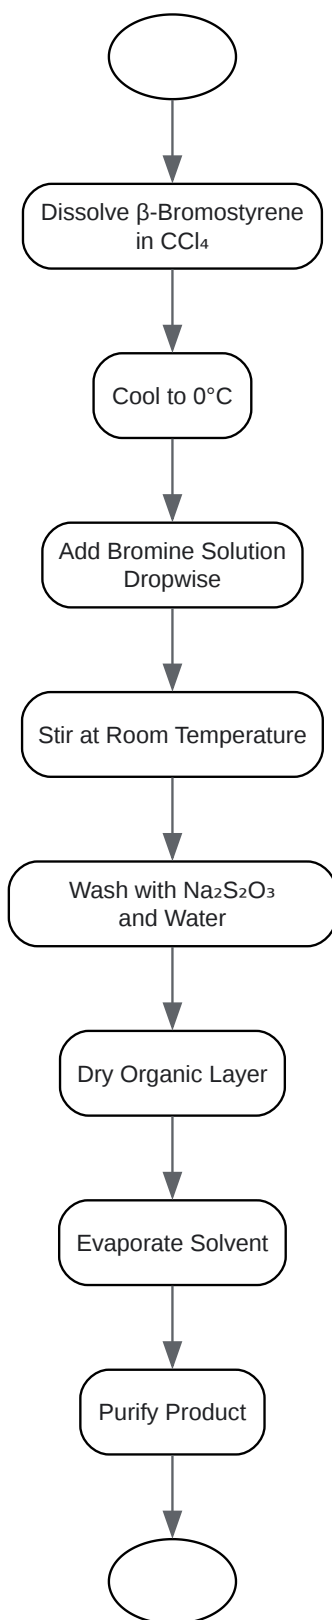 Dissolve β-Bromostyrene
in CCl₄
Cool to 0°C
Add Bromine Solution
Dropwise
Stir at Room Temperature
Wash with Na₂S₂O₃
and Water
Dry Organic Layer
Evaporate Solvent
Purify Product